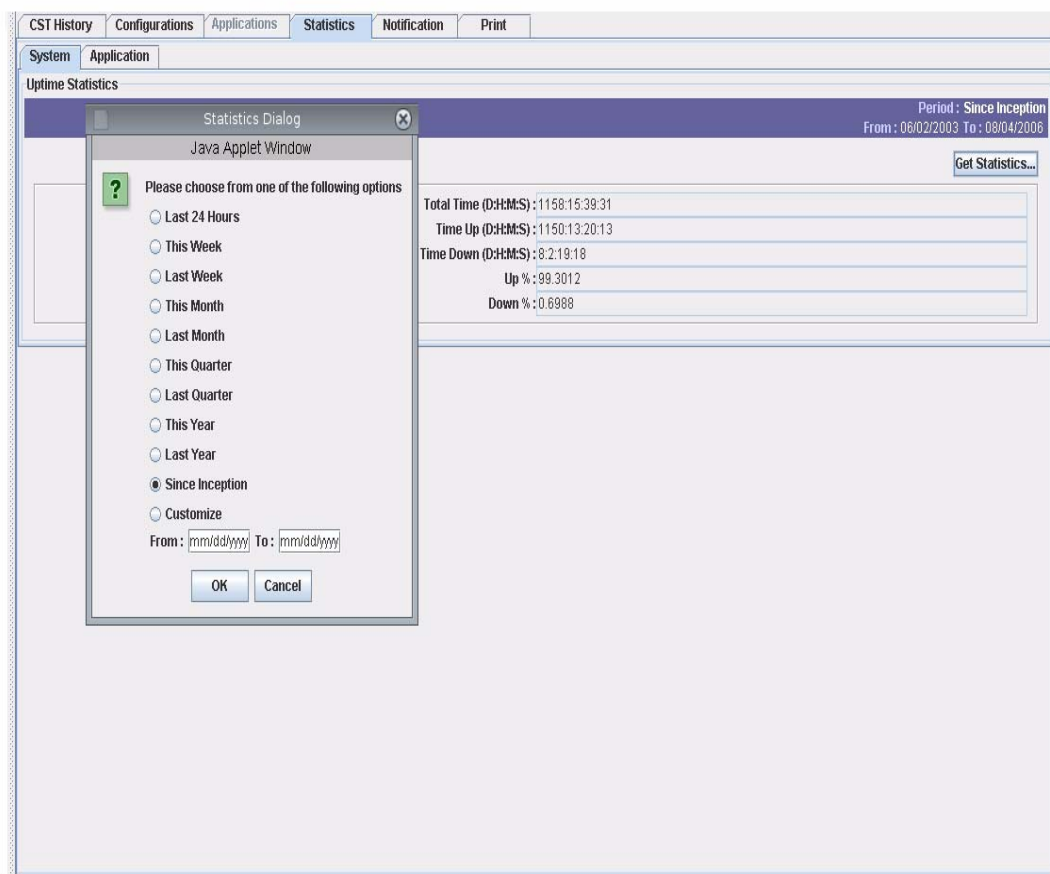 CST History Configurations Applications Statistics Notification Print
System Application
Uptime Statistics
Period : Since Inception
From : 06/02/2003 To : 08/04/2006
Get Statistics...
Total Time (D:H:M:S) : 1158:15:39:31
Time Up (D:H:M:S) : 1150:13:20:13
Time Down (D:H:M:S) : 8:2:19:18
Up % : 99.3012
Down % : 0.6988
Statistics Dialog
Java Applet Window
?
Please choose from one of the following options
Last 24 Hours
This Week
Last Week
This Month
Last Month
This Quarter
Last Quarter
This Year
Last Year
Since Inception
Customize
From : mm/dd/yyyy To : mm/dd/yyyy
OK Cancel